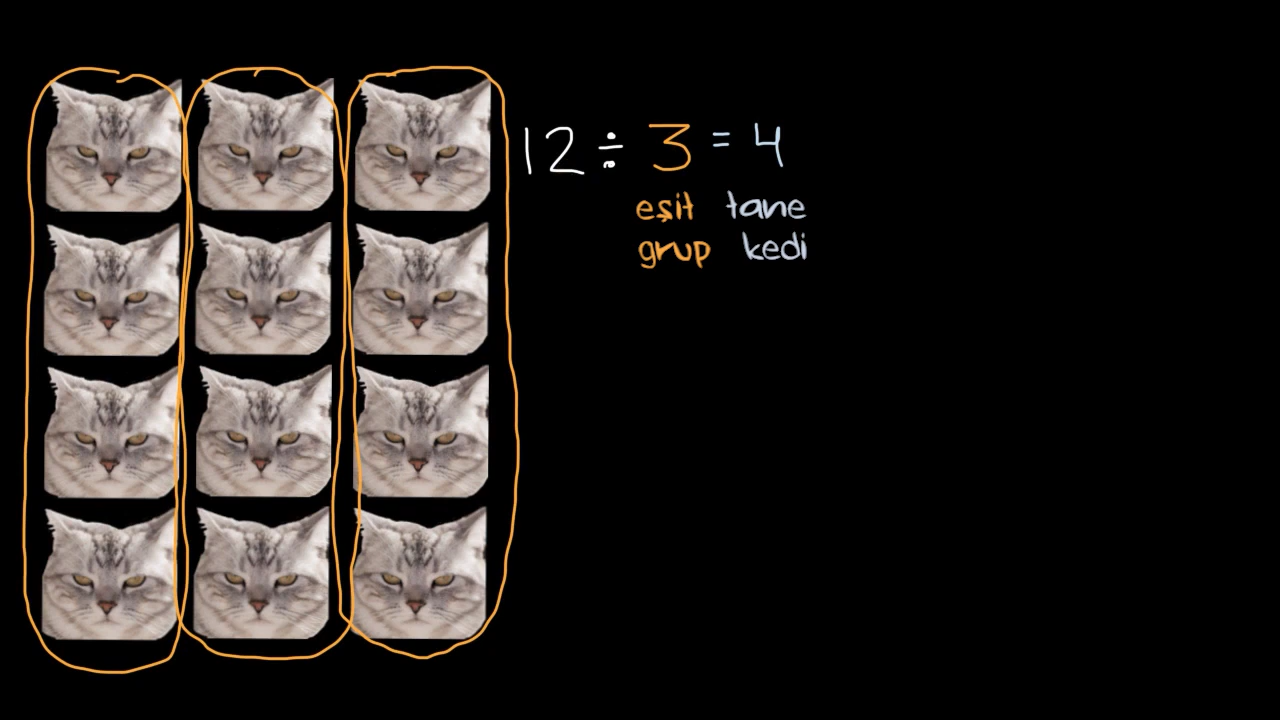 12 ÷ 3 = 4
eşit tane
grup kedi